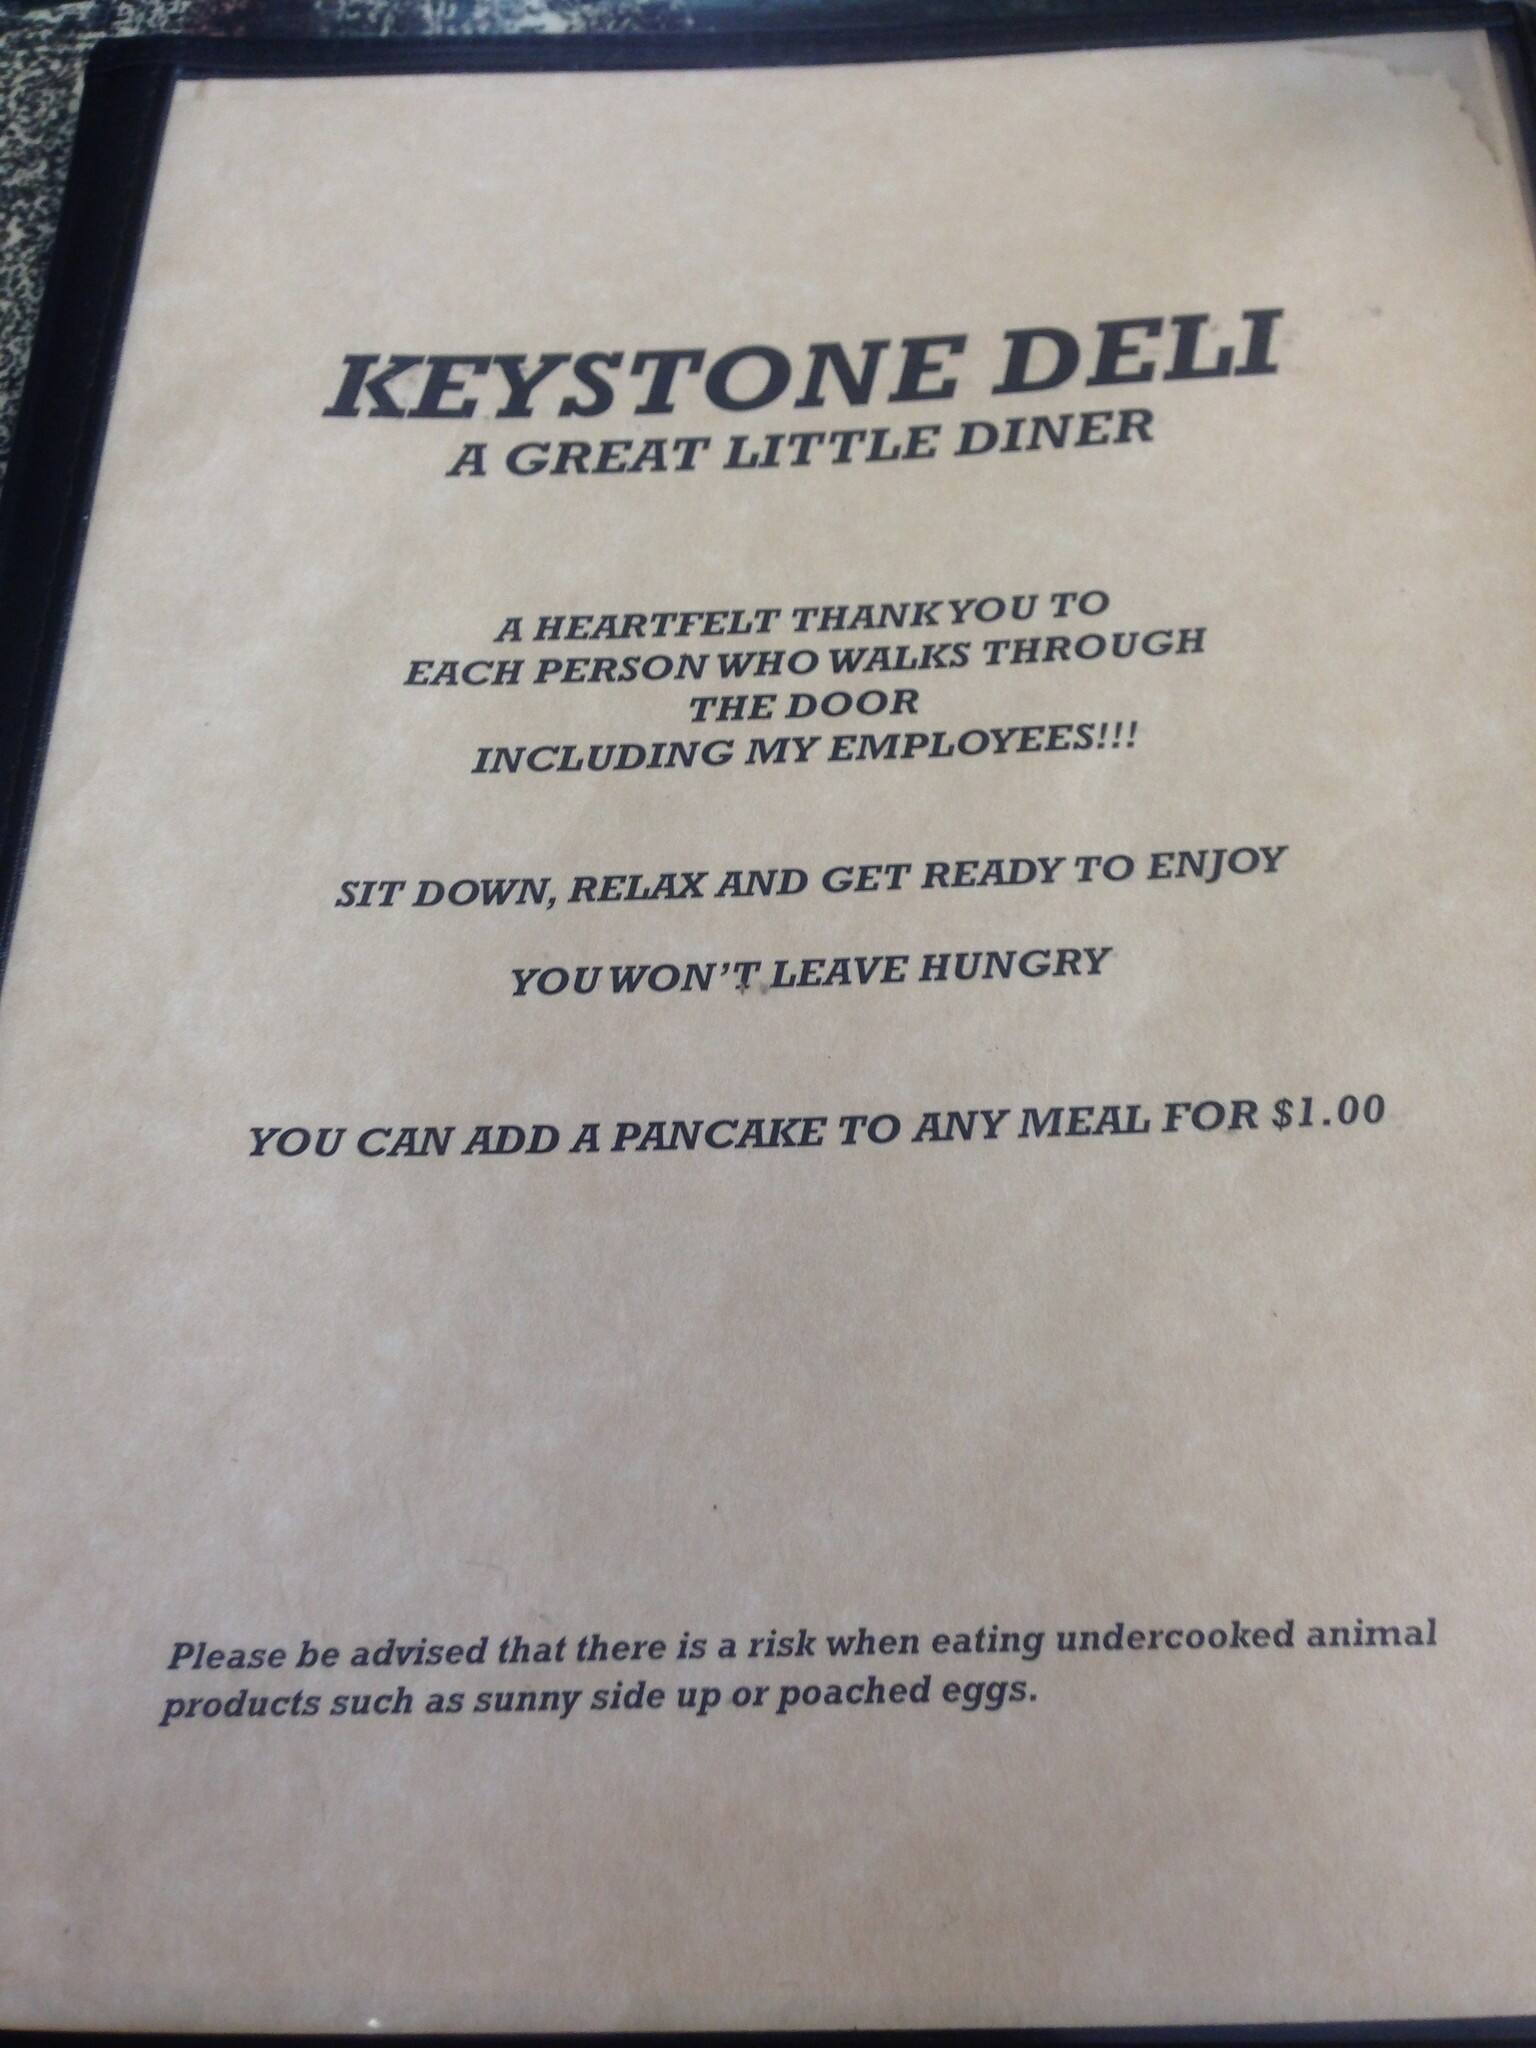 KEYSTONE DELI
A GREAT LITTLE DINER
A HEARTFELT THANK YOU TO
EACH PERSON WHO WALKS THROUGH
THE DOOR
INCLUDING MY EMPLOYEES!!!
SIT DOWN, RELAX AND GET READY TO ENJOY
YOU WON'T LEAVE HUNGRY
YOU CAN ADD A PANCAKE TO ANY MEAL FOR $1.00
Please be advised that there is a risk when eating undercooked animal
products such as sunny side up or poached eggs.